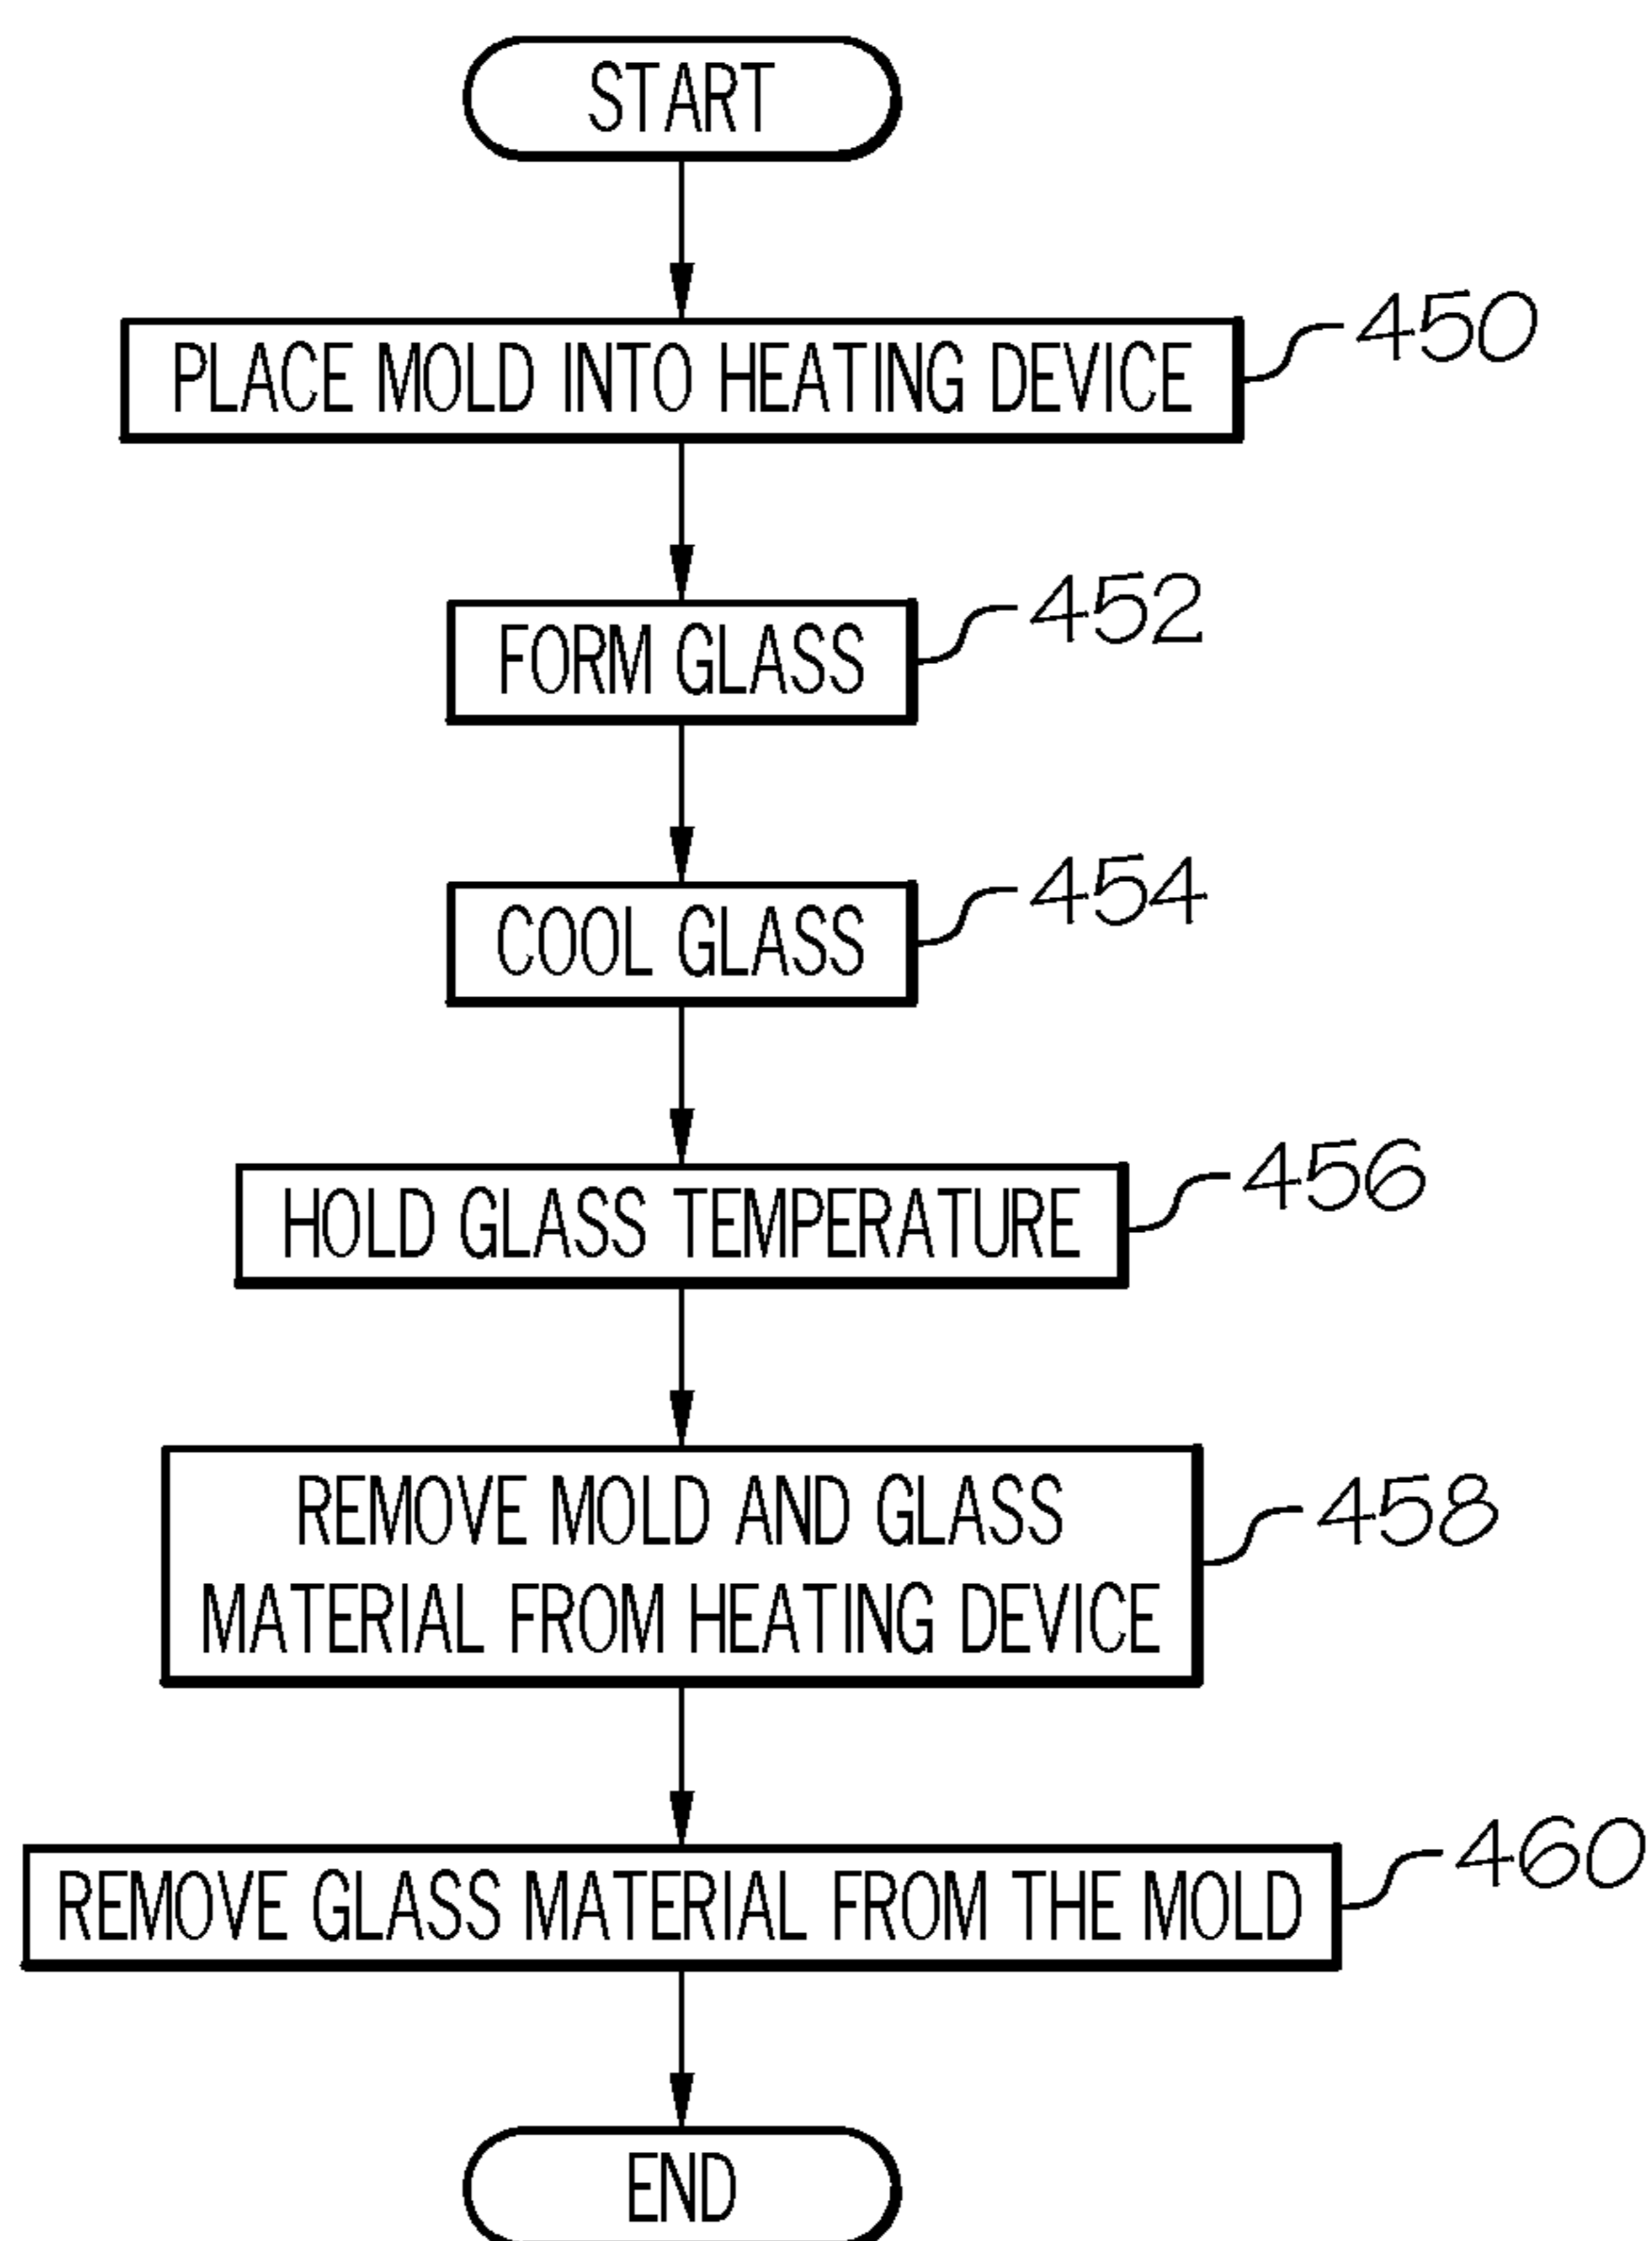 START
PLACE MOLD INTO HEATING DEVICE
450
FORM GLASS
452
COOL GLASS
454
HOLD GLASS TEMPERATURE
456
REMOVE MOLD AND GLASS
MATERIAL FROM HEATING DEVICE
458
REMOVE GLASS MATERIAL FROM THE MOLD
460
END